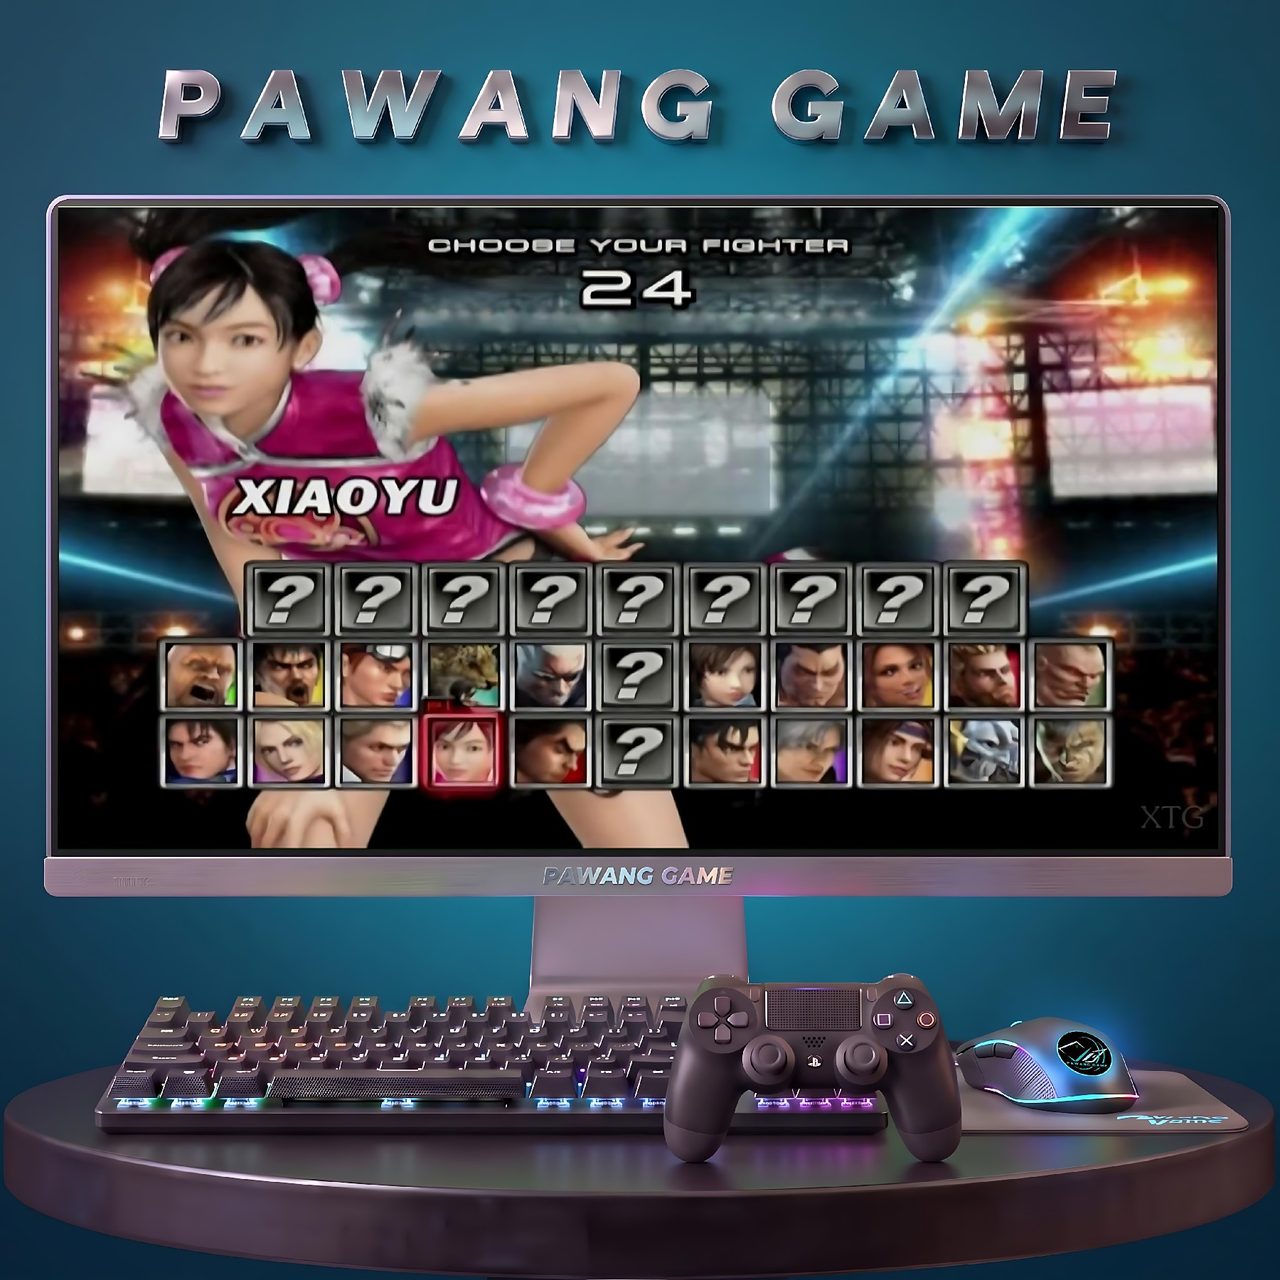 PAWANG GAME
CHOOSE YOUR FIGHTER
24
XIAOYU
? ? ? ? ? ? ? ? ?
?
?
XTG
PAWANG GAME